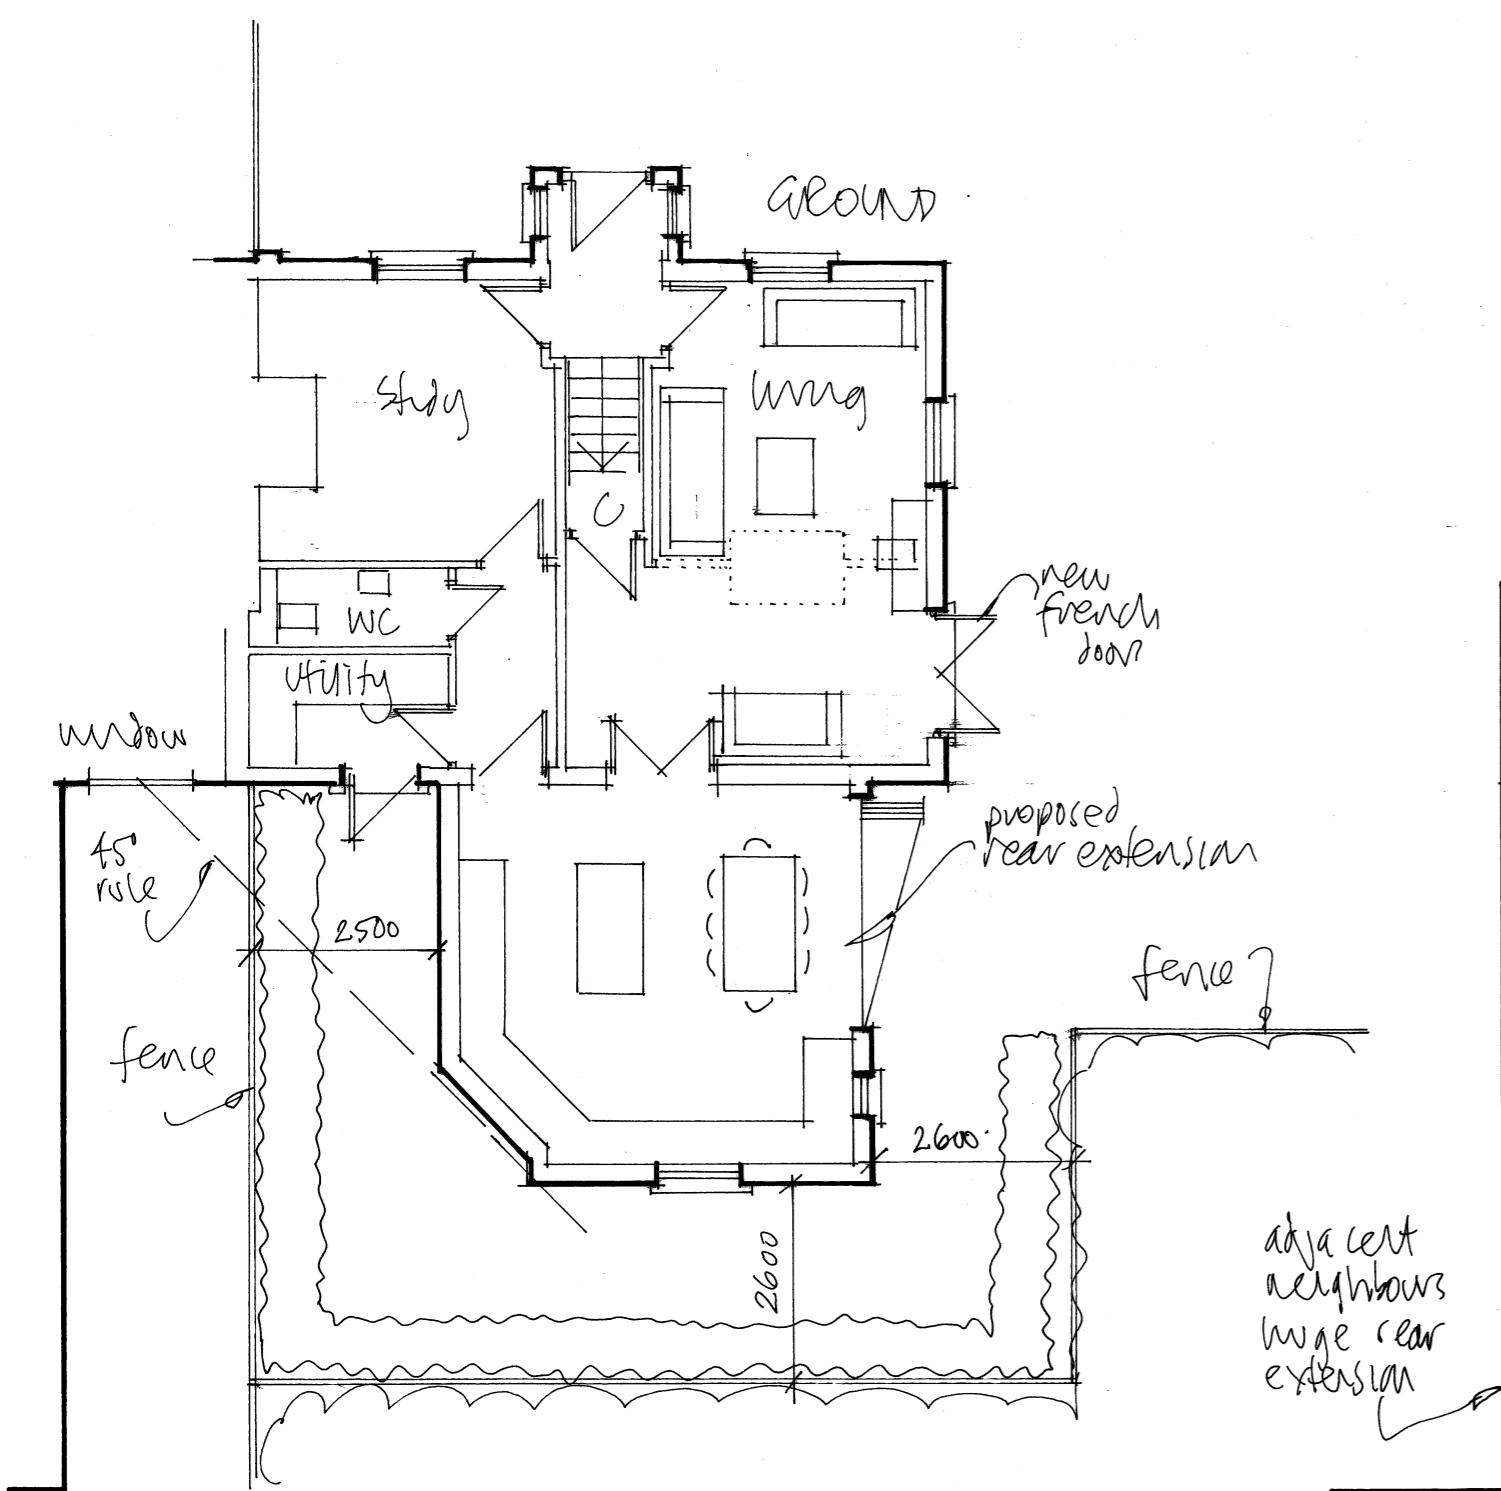 GROUND
Study
living
C
new
french
door
WC
utility
window
proposed
rear extension
45°
rule
2500
fence
fence
2600
adjacent
neighbours
huge rear
extension
2600